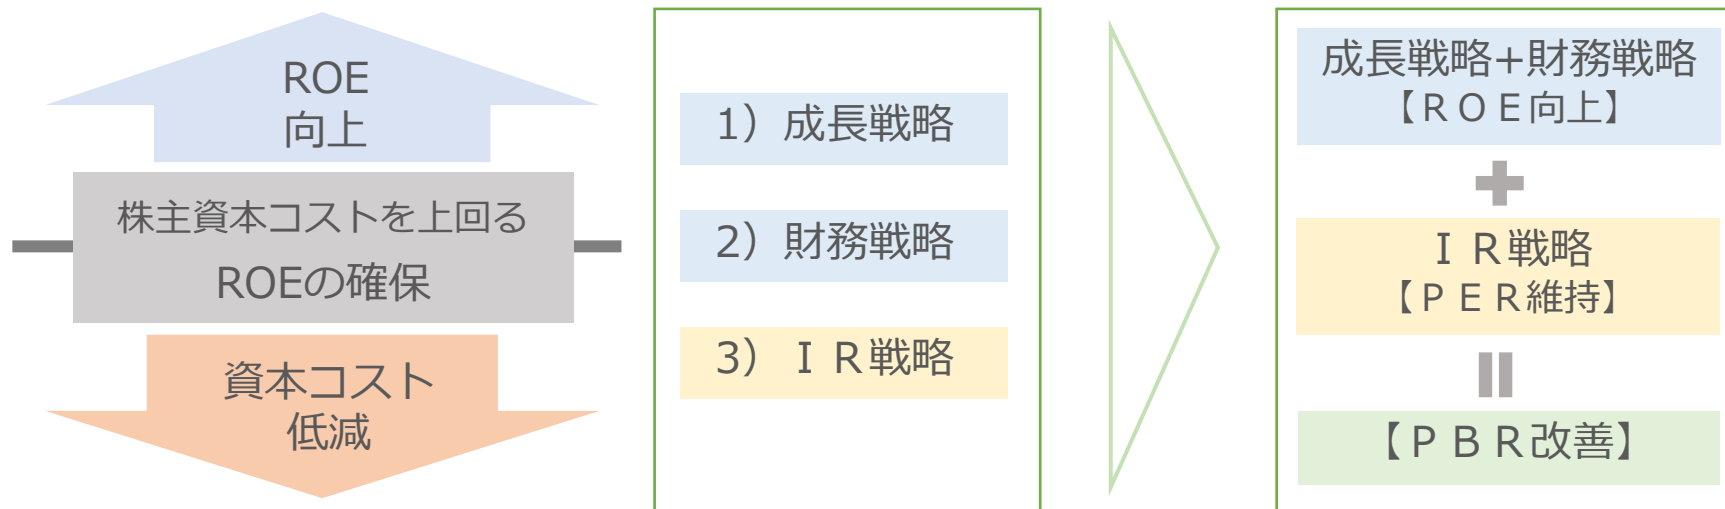 ROE
向上
株主資本コストを上回る
ROEの確保
資本コスト
低減
1）成長戦略
2）財務戦略
3）ＩＲ戦略
成長戦略+財務戦略
【ＲＯＥ向上】
ＩＲ戦略
【ＰＥＲ維持】
【ＰＢＲ改善】